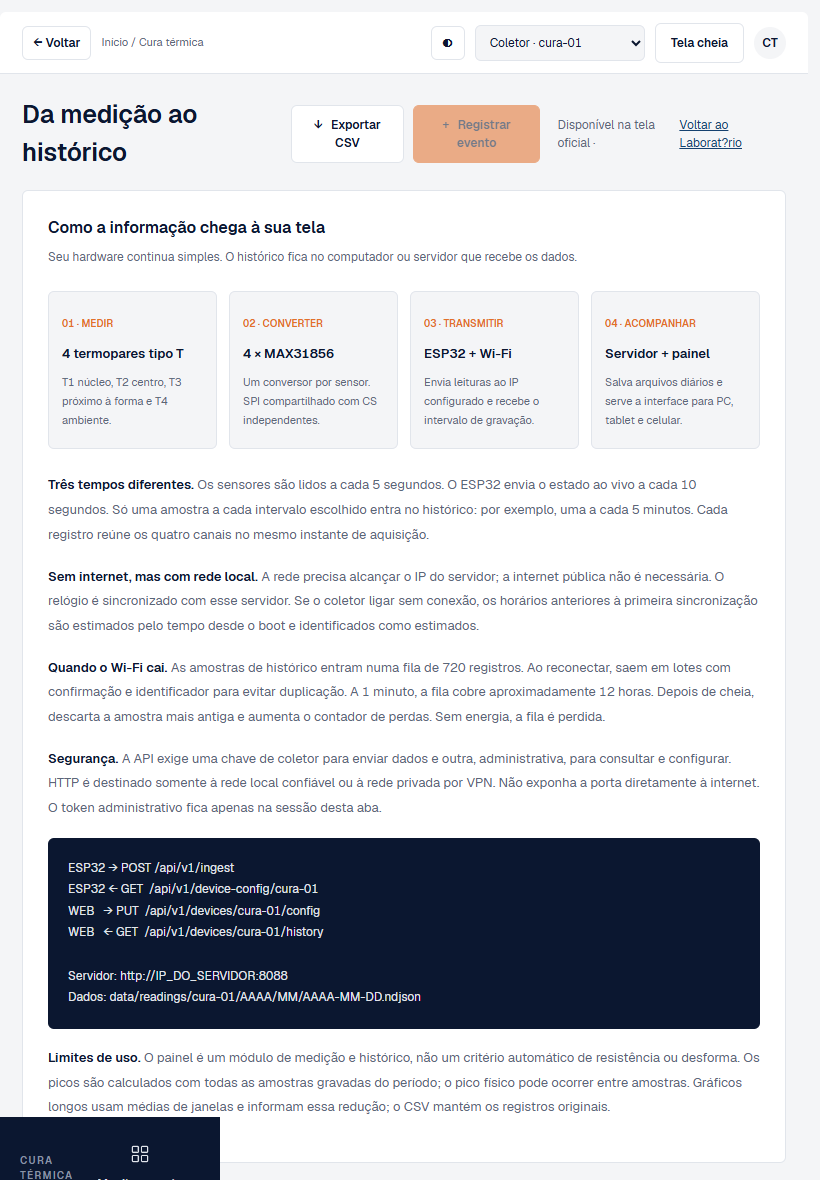 ← Voltar
Início / Cura térmica
Coletor · cura-01
Tela cheia
CT
Da medição ao
histórico
↓ Exportar
CSV
+ Registrar
evento
Disponível na tela
oficial ·
Voltar ao
Laborat?rio
Como a informação chega à sua tela
Seu hardware continua simples. O histórico fica no computador ou servidor que recebe os dados.
01 · MEDIR
4 termopares tipo T
T1 núcleo, T2 centro, T3
próximo à forma e T4
ambiente.
02 · CONVERTER
4 × MAX31856
Um conversor por sensor.
SPI compartilhado com CS
independentes.
03 · TRANSMITIR
ESP32 + Wi-Fi
Envia leituras ao IP
configurado e recebe o
intervalo de gravação.
04 · ACOMPANHAR
Servidor + painel
Salva arquivos diários e
serve a interface para PC,
tablet e celular.
Três tempos diferentes. Os sensores são lidos a cada 5 segundos. O ESP32 envia o estado ao vivo a cada 10
segundos. Só uma amostra a cada intervalo escolhido entra no histórico: por exemplo, uma a cada 5 minutos. Cada
registro reúne os quatro canais no mesmo instante de aquisição.
Sem internet, mas com rede local. A rede precisa alcançar o IP do servidor; a internet pública não é necessária. O
relógio é sincronizado com esse servidor. Se o coletor ligar sem conexão, os horários anteriores à primeira sincronização
são estimados pelo tempo desde o boot e identificados como estimados.
Quando o Wi-Fi cai. As amostras de histórico entram numa fila de 720 registros. Ao reconectar, saem em lotes com
confirmação e identificador para evitar duplicação. A 1 minuto, a fila cobre aproximadamente 12 horas. Depois de cheia,
descarta a amostra mais antiga e aumenta o contador de perdas. Sem energia, a fila é perdida.
Segurança. A API exige uma chave de coletor para enviar dados e outra, administrativa, para consultar e configurar.
HTTP é destinado somente à rede local confiável ou à rede privada por VPN. Não exponha a porta diretamente à internet.
O token administrativo fica apenas na sessão desta aba.
ESP32 → POST /api/v1/ingest
ESP32 ← GET /api/v1/device-config/cura-01
WEB → PUT /api/v1/devices/cura-01/config
WEB ← GET /api/v1/devices/cura-01/history
Servidor: http://IP_DO_SERVIDOR:8088
Dados: data/readings/cura-01/AAAA/MM/AAAA-MM-DD.ndjson
Limites de uso. O painel é um módulo de medição e histórico, não um critério automático de resistência ou desforma. Os
picos são calculados com todas as amostras gravadas do período; o pico físico pode ocorrer entre amostras. Gráficos
longos usam médias de janelas e informam essa redução; o CSV mantém os registros originais.
CURA
TÉRMICA